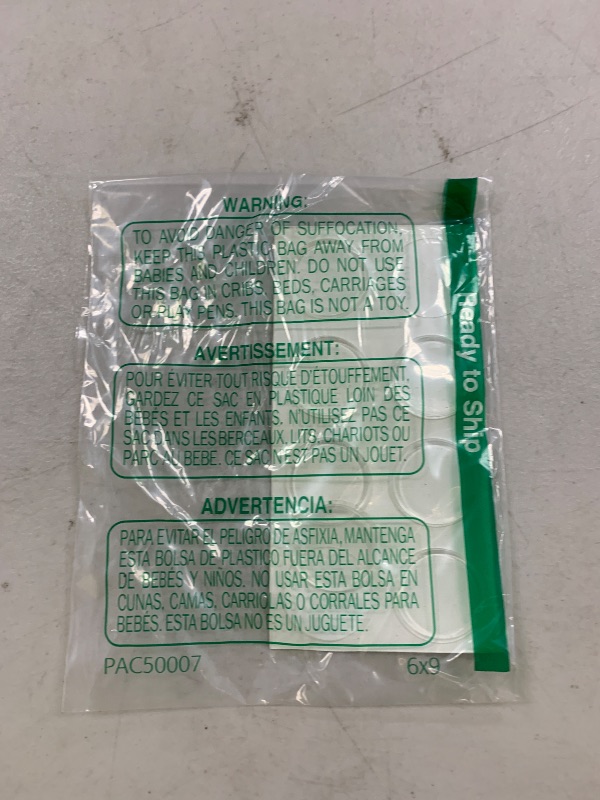 WARNING:
TO AVOID DANGER OF SUFFOCATION,
KEEP THIS PLASTIC BAG AWAY FROM
BABIES AND CHILDREN. DO NOT USE
THIS BAG IN CRIBS, BEDS, CARRIAGES
OR PLAY PENS. THIS BAG IS NOT A TOY.
AVERTISSEMENT:
POUR ÉVITER TOUT RISQUE D'ÉTOUFFEMENT,
GARDEZ CE SAC EN PLASTIQUE LOIN DES
BÉBÉS ET LES ENFANTS. N'UTILISEZ PAS CE
SAC DANS LES BERCEAUX, LITS, CHARIOTS OU
PARC AU BEBE. CE SAC N'EST PAS UN JOUET.
ADVERTENCIA:
PARA EVITAR EL PELIGRO DE ASFIXIA, MANTENGA
ESTA BOLSA DE PLASTICO FUERA DEL ALCANCE
DE BEBÉS Y NIÑOS. NO USAR ESTA BOLSA EN
CUNAS, CAMAS, CARRIOLAS O CORRALES PARA
BEBÉS. ESTA BOLSA NO ES UN JUGUETE.
PAC50007 6x9
Ready to Ship